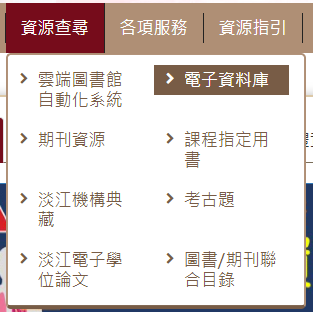 資源查尋 各項服務 資源指引
雲端圖書館
自動化系統
電子資料庫
期刊資源
課程指定用
書
淡江機構典
藏
考古題
淡江電子學
位論文
圖書/期刊聯
合目錄